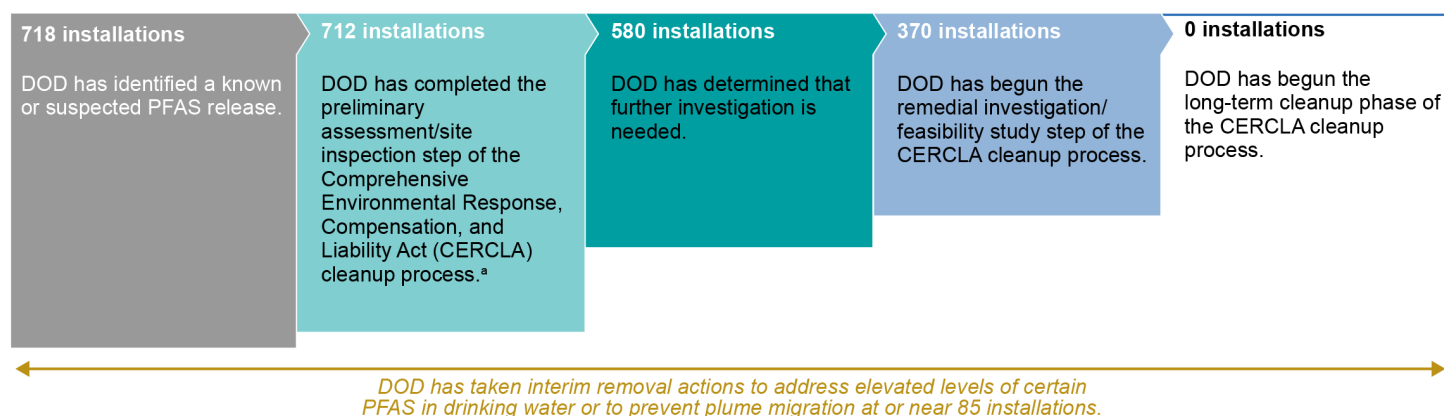 718 installations
DOD has identified a known
or suspected PFAS release.
712 installations
DOD has completed the
preliminary
assessment/site
inspection step of the
Comprehensive
Environmental Response,
Compensation, and
Liability Act (CERCLA)
cleanup process.ᵃ
580 installations
DOD has determined that
further investigation is
needed.
370 installations
DOD has begun the
remedial investigation/
feasibility study step of the
CERCLA cleanup process.
0 installations
DOD has begun the
long-term cleanup phase of
the CERCLA cleanup
process.
DOD has taken interim removal actions to address elevated levels of certain
PFAS in drinking water or to prevent plume migration at or near 85 installations.